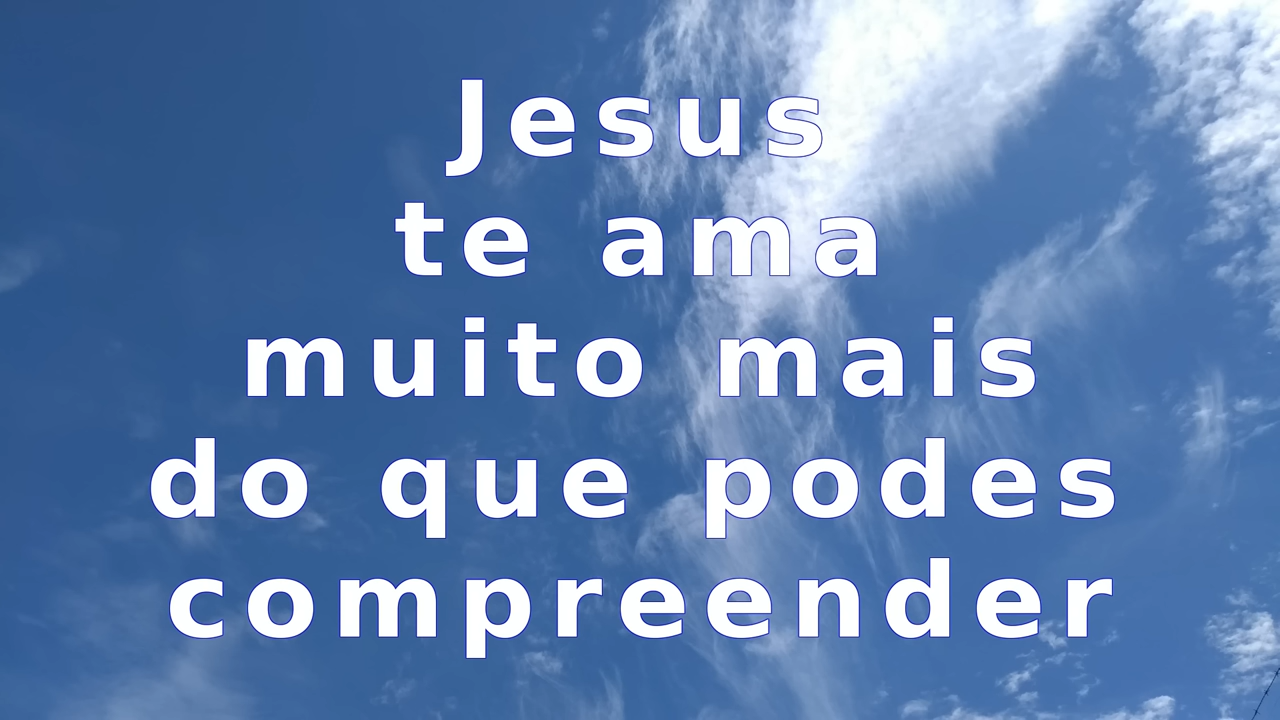 Jesus
te ama
muito mais
do que podes
compreender